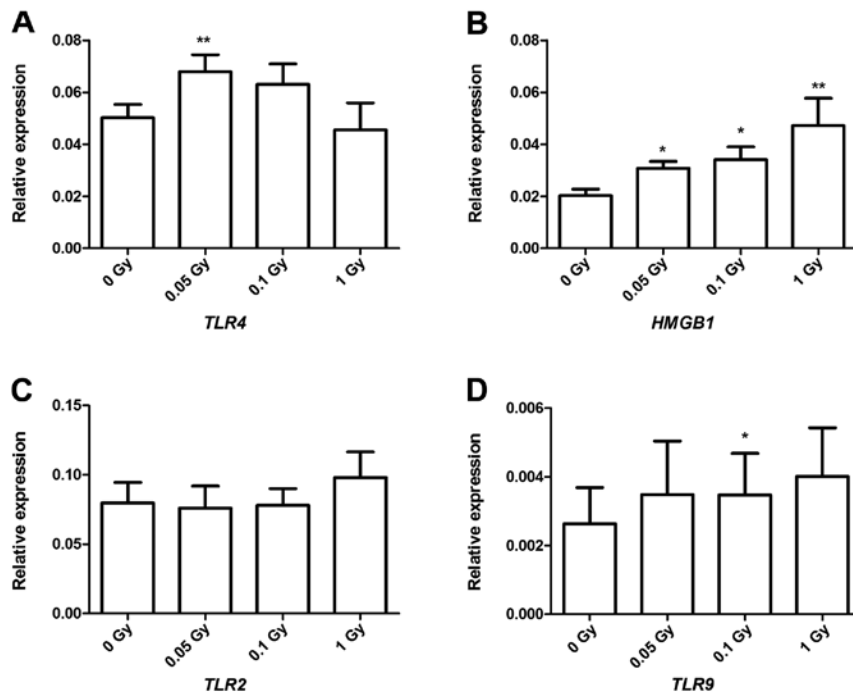 A
Relative expression
0.08
0.06
0.04
0.02
0.00
**
0 Gy
0.05 Gy
0.1 Gy
1 Gy
TLR4
B
Relative expression
0.08
0.06
0.04
0.02
0.00
*
*
**
0 Gy
0.05 Gy
0.1 Gy
1 Gy
HMGB1
C
Relative expression
0.15
0.10
0.05
0.00
0 Gy
0.05 Gy
0.1 Gy
1 Gy
TLR2
D
Relative expression
0.006
0.004
0.002
0.000
*
0 Gy
0.05 Gy
0.1 Gy
1 Gy
TLR9